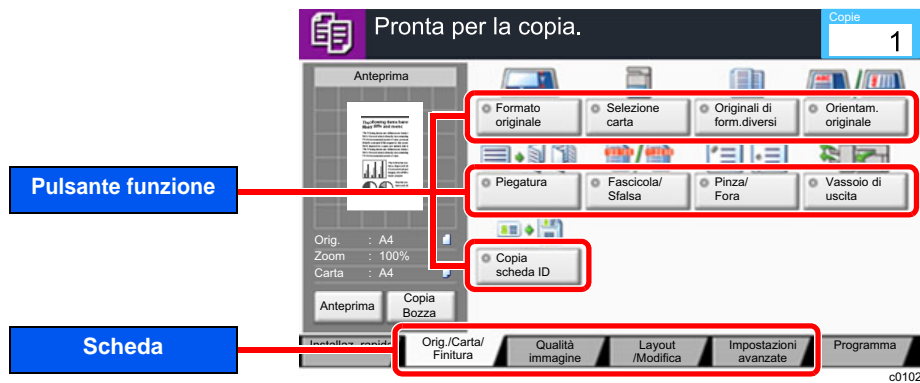 Pronta per la copia.
Copie
1
Anteprima
Formato
originale
Selezione
carta
Originali di
form.diversi
Orientam.
originale
Pulsante funzione
Piegatura
Fascicola/
Sfalsa
Pinza/
Fora
Vassoio di
uscita
Orig. : A4
Zoom : 100%
Carta : A4
Copia
scheda ID
Anteprima
Copia
Bozza
Scheda
Orig./Carta/
Finitura
Qualità
immagine
Layout
/Modifica
Impostazioni
avanzate
Programma
c0102